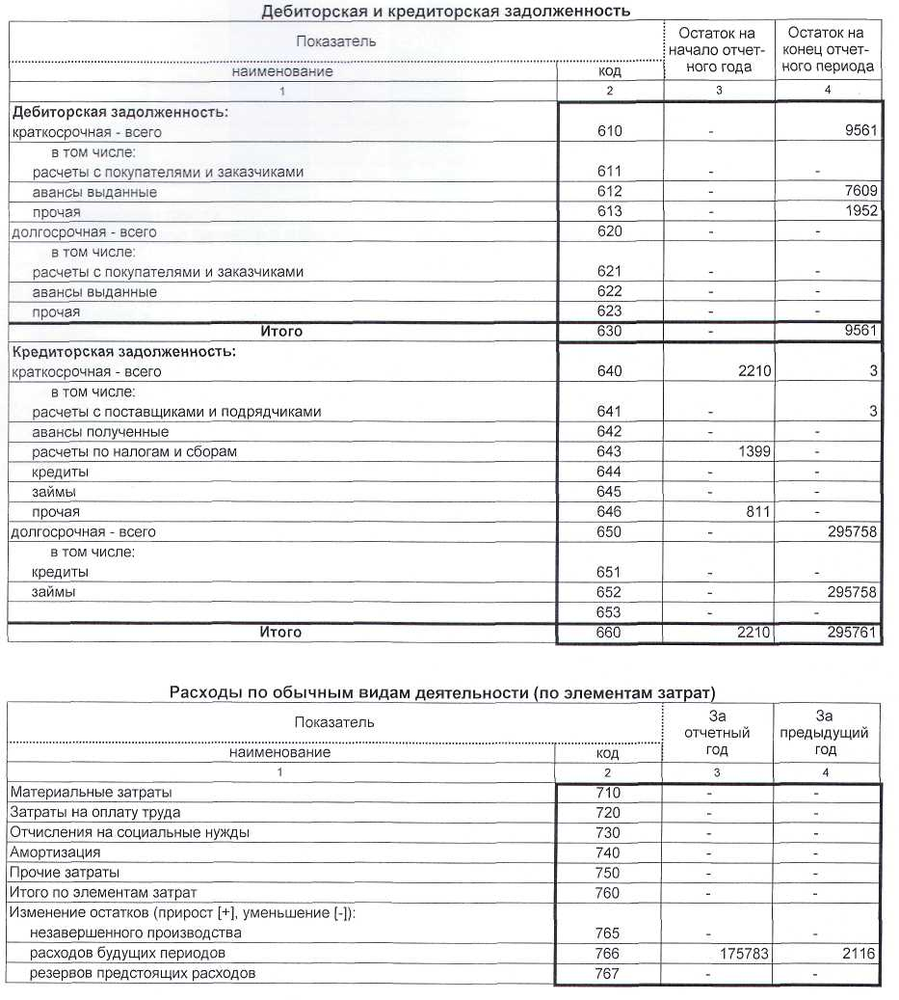 Дебиторская и кредиторская задолженность
Показатель Остаток на начало отчет- Остаток на конец отчет-
ного года ного периода
наименование код
1 2 3 4
Дебиторская задолженность:
краткосрочная - всего 610 - 9561
в том числе:
расчеты с покупателями и заказчиками 611 - -
авансы выданные 612 - 7609
прочая 613 - 1952
долгосрочная - всего 620 - -
в том числе:
расчеты с покупателями и заказчиками 621 - -
авансы выданные 622 - -
прочая 623 - -
Итого 630 - 9561
Кредиторская задолженность:
краткосрочная - всего 640 2210 3
в том числе:
расчеты с поставщиками и подрядчиками 641 - 3
авансы полученные 642 - -
расчеты по налогам и сборам 643 1399 -
кредиты 644 - -
займы 645 - -
прочая 646 811 -
долгосрочная - всего 650 - 295758
в том числе:
кредиты 651 - -
займы 652 - 295758
653 - -
Итого 660 2210 295761
Расходы по обычным видам деятельности (по элементам затрат)
Показатель За отчетный год За предыдущий год
наименование код
1 2 3 4
Материальные затраты 710 - -
Затраты на оплату труда 720 - -
Отчисления на социальные нужды 730 - -
Амортизация 740 - -
Прочие затраты 750 - -
Итого по элементам затрат 760 - -
Изменение остатков (прирост [+], уменьшение [-]):
незавершенного производства 765 - -
расходов будущих периодов 766 175783 2116
резервов предстоящих расходов 767 - -